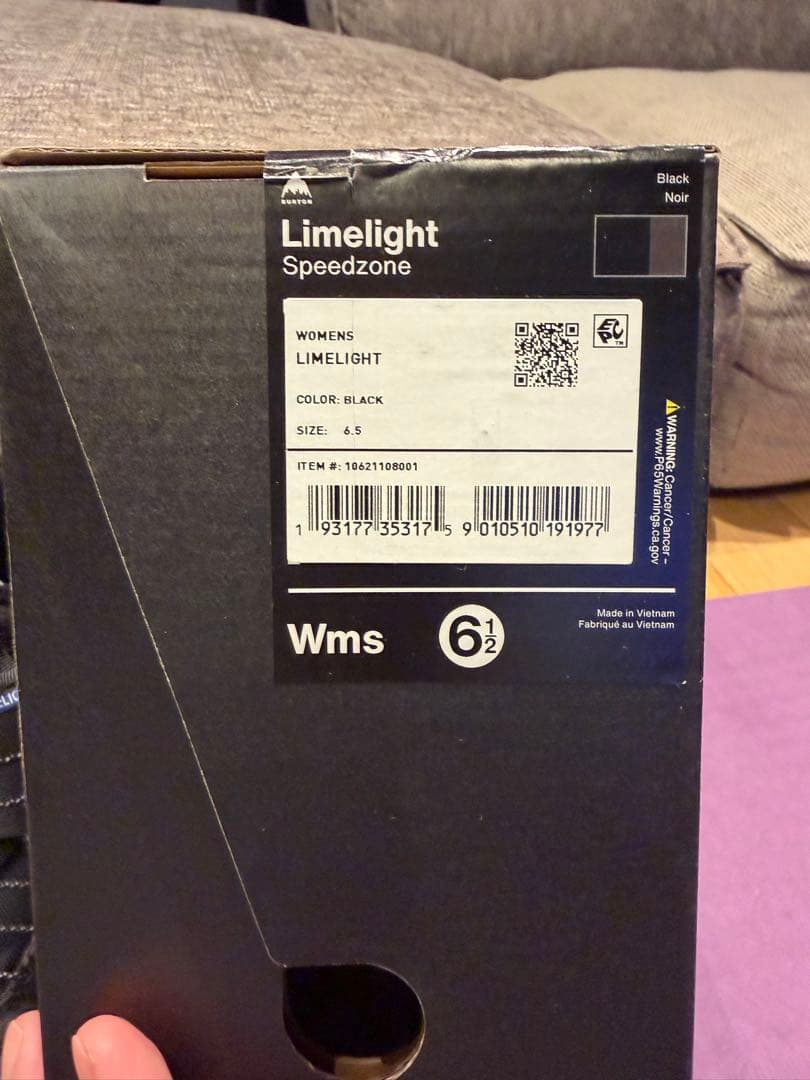 BURTON
Black
Noir
Limelight
Speedzone
WOMENS
LIMELIGHT
EPC™
COLOR: BLACK
SIZE: 6.5
ITEM #: 10621108001
1 93177 35317 5
9 010510 191977
⚠WARNING: Cancer/Cancer –
www.P65Warnings.ca.gov
Wms
6½
Made in Vietnam
Fabriqué au Vietnam